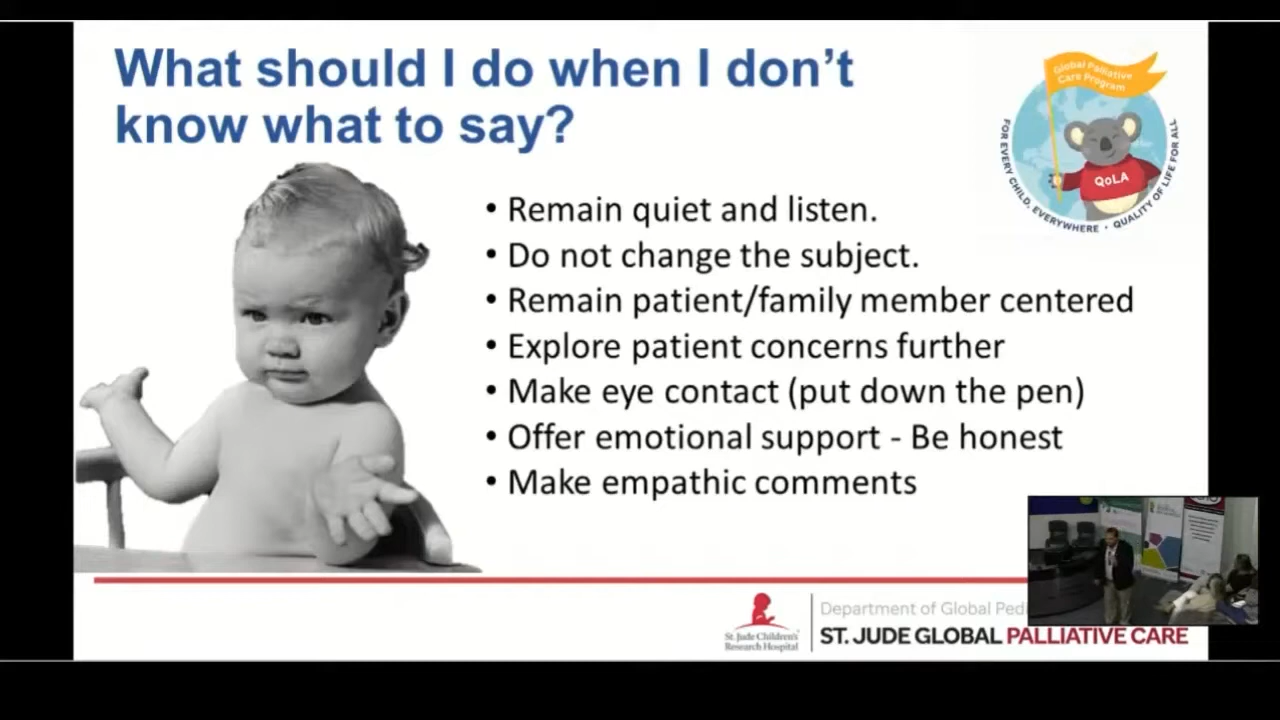 What should I do when I don't
know what to say?
Global Palliative
Care Program
QoLA
FOR EVERY CHILD, EVERYWHERE • QUALITY OF LIFE FOR ALL
• Remain quiet and listen.
• Do not change the subject.
• Remain patient/family member centered
• Explore patient concerns further
• Make eye contact (put down the pen)
• Offer emotional support - Be honest
• Make empathic comments
St. Jude Children's
Research Hospital
Department of Global Pedi
ST. JUDE GLOBAL PALLIATIVE CARE